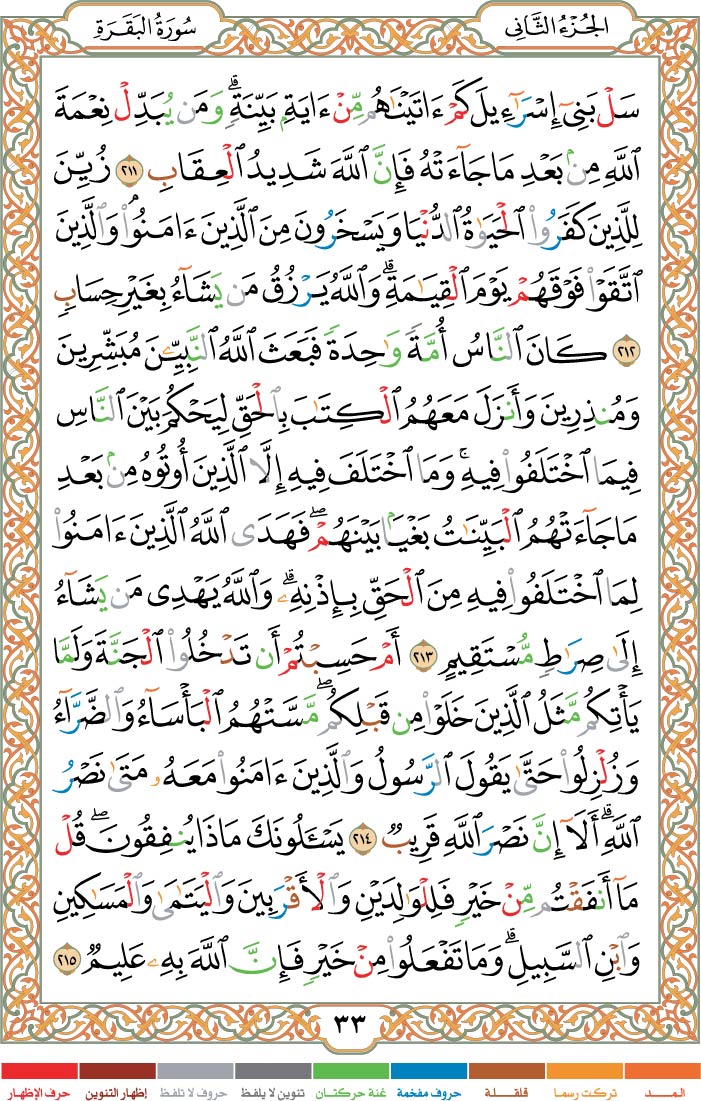 الجُزْءُ الثَّانِى
سُورَةُ البَقَرَةِ
سَلْ بَنِىٓ إِسْرَٰٓءِيلَ كَمْ ءَاتَيْنَٰهُم مِّنْ ءَايَةٍۭ بَيِّنَةٍۗ وَمَن يُبَدِّلْ نِعْمَةَ
ٱللَّهِ مِنۢ بَعْدِ مَا جَآءَتْهُ فَإِنَّ ٱللَّهَ شَدِيدُ ٱلْعِقَابِ ٢١١ زُيِّنَ
لِلَّذِينَ كَفَرُوا۟ ٱلْحَيَوٰةُ ٱلدُّنْيَا وَيَسْخَرُونَ مِنَ ٱلَّذِينَ ءَامَنُوا۟ۘ وَٱلَّذِينَ
ٱتَّقَوْا۟ فَوْقَهُمْ يَوْمَ ٱلْقِيَٰمَةِۗ وَٱللَّهُ يَرْزُقُ مَن يَشَآءُ بِغَيْرِ حِسَابٍ
٢١٢ كَانَ ٱلنَّاسُ أُمَّةً وَٰحِدَةً فَبَعَثَ ٱللَّهُ ٱلنَّبِيِّـۧنَ مُبَشِّرِينَ
وَمُنذِرِينَ وَأَنزَلَ مَعَهُمُ ٱلْكِتَٰبَ بِٱلْحَقِّ لِيَحْكُمَ بَيْنَ ٱلنَّاسِ
فِيمَا ٱخْتَلَفُوا۟ فِيهِۚ وَمَا ٱخْتَلَفَ فِيهِ إِلَّا ٱلَّذِينَ أُوتُوهُ مِنۢ بَعْدِ
مَا جَآءَتْهُمُ ٱلْبَيِّنَٰتُ بَغْيًۢا بَيْنَهُمْۖ فَهَدَى ٱللَّهُ ٱلَّذِينَ ءَامَنُوا۟
لِمَا ٱخْتَلَفُوا۟ فِيهِ مِنَ ٱلْحَقِّ بِإِذْنِهِۦۗ وَٱللَّهُ يَهْدِى مَن يَشَآءُ
إِلَىٰ صِرَٰطٍ مُّسْتَقِيمٍ ٢١٣ أَمْ حَسِبْتُمْ أَن تَدْخُلُوا۟ ٱلْجَنَّةَ وَلَمَّا
يَأْتِكُم مَّثَلُ ٱلَّذِينَ خَلَوْا۟ مِن قَبْلِكُمۖ مَّسَّتْهُمُ ٱلْبَأْسَآءُ وَٱلضَّرَّآءُ
وَزُلْزِلُوا۟ حَتَّىٰ يَقُولَ ٱلرَّسُولُ وَٱلَّذِينَ ءَامَنُوا۟ مَعَهُۥ مَتَىٰ نَصْرُ
ٱللَّهِۗ أَلَآ إِنَّ نَصْرَ ٱللَّهِ قَرِيبٌ ٢١٤ يَسْـَٔلُونَكَ مَاذَا يُنفِقُونَۖ قُلْ
مَآ أَنفَقْتُم مِّنْ خَيْرٍ فَلِلْوَٰلِدَيْنِ وَٱلْأَقْرَبِينَ وَٱلْيَتَٰمَىٰ وَٱلْمَسَٰكِينِ
وَٱبْنِ ٱلسَّبِيلِۗ وَمَا تَفْعَلُوا۟ مِنْ خَيْرٍ فَإِنَّ ٱللَّهَ بِهِۦ عَلِيمٌ ٢١٥
٣٣
المـــد تركت رسما قلقـــلة حروف مفخمة غنة حركتان تنوين لا يلفظ حروف لا تلفظ إظهار التنوين حرف الإظهار